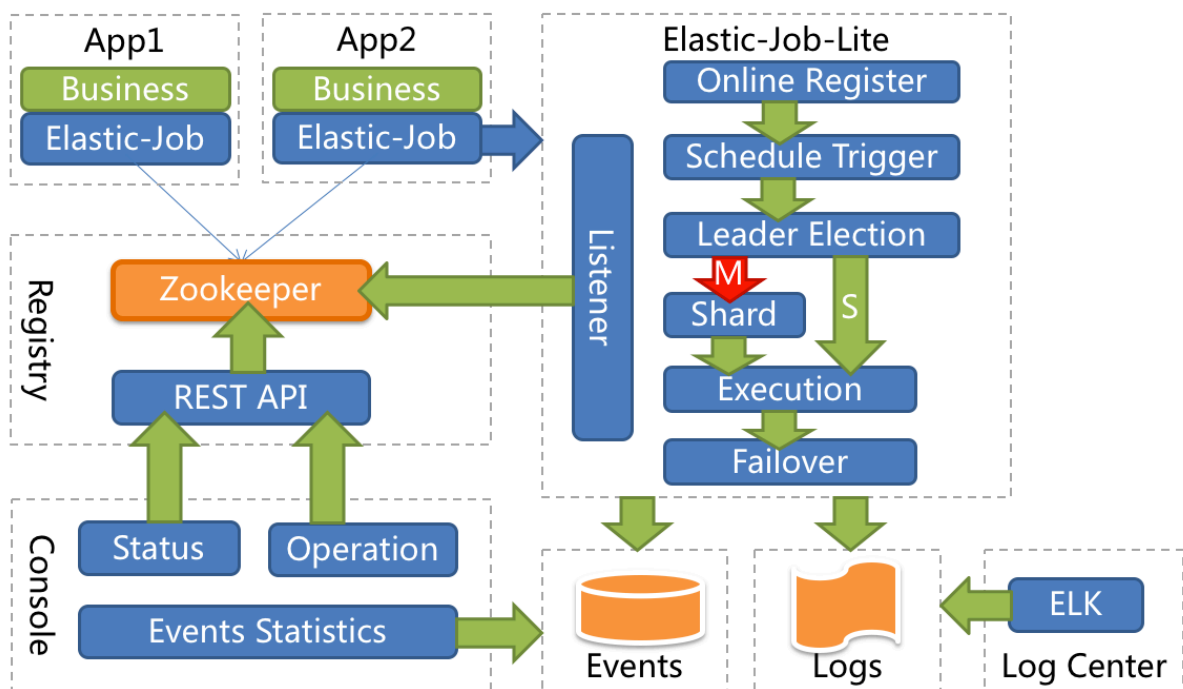 App1
Business
Elastic-Job
App2
Business
Elastic-Job
Elastic-Job-Lite
Online Register
Schedule Trigger
Leader Election
M
S
Shard
Execution
Failover
Listener
Registry
Zookeeper
REST API
Console
Status
Operation
Events Statistics
Events
Logs
ELK
Log Center